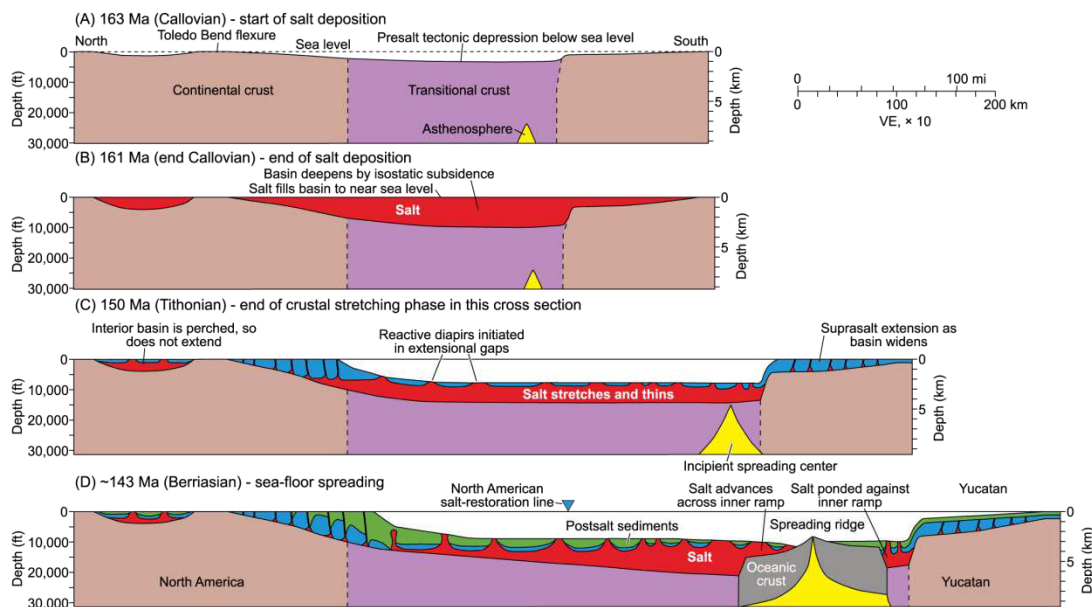 (A) 163 Ma (Callovian) - start of salt deposition
North
Toledo Bend flexure
Sea level
Presalt tectonic depression below sea level
South
0
10,000
20,000
30,000
Depth (ft)
Continental crust
Transitional crust
Asthenosphere
0
5
Depth (km)
0
100 mi
0
100
200 km
VE, × 10
(B) 161 Ma (end Callovian) - end of salt deposition
Basin deepens by isostatic subsidence
Salt fills basin to near sea level
0
10,000
20,000
30,000
Depth (ft)
Salt
0
5
Depth (km)
(C) 150 Ma (Tithonian) - end of crustal stretching phase in this cross section
Interior basin is perched, so
does not extend
Reactive diapirs initiated
in extensional gaps
Suprasalt extension as
basin widens
0
10,000
20,000
30,000
Depth (ft)
Salt stretches and thins
0
5
Depth (km)
Incipient spreading center
(D) ~143 Ma (Berriasian) - sea-floor spreading
North American
salt-restoration line
Salt advances
across inner ramp
Salt ponded against
inner ramp
Yucatan
0
10,000
20,000
30,000
Depth (ft)
Postsalt sediments
Spreading ridge
Salt
Oceanic
crust
North America
Yucatan
0
5
Depth (km)